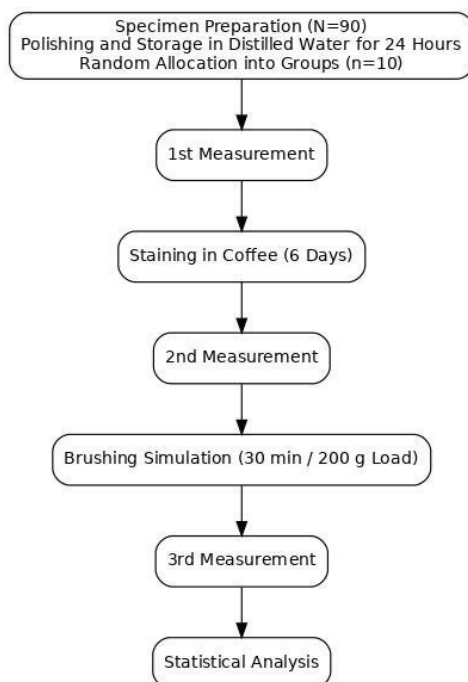 Specimen Preparation (N=90)
Polishing and Storage in Distilled Water for 24 Hours
Random Allocation into Groups (n=10)
1st Measurement
Staining in Coffee (6 Days)
2nd Measurement
Brushing Simulation (30 min / 200 g Load)
3rd Measurement
Statistical Analysis